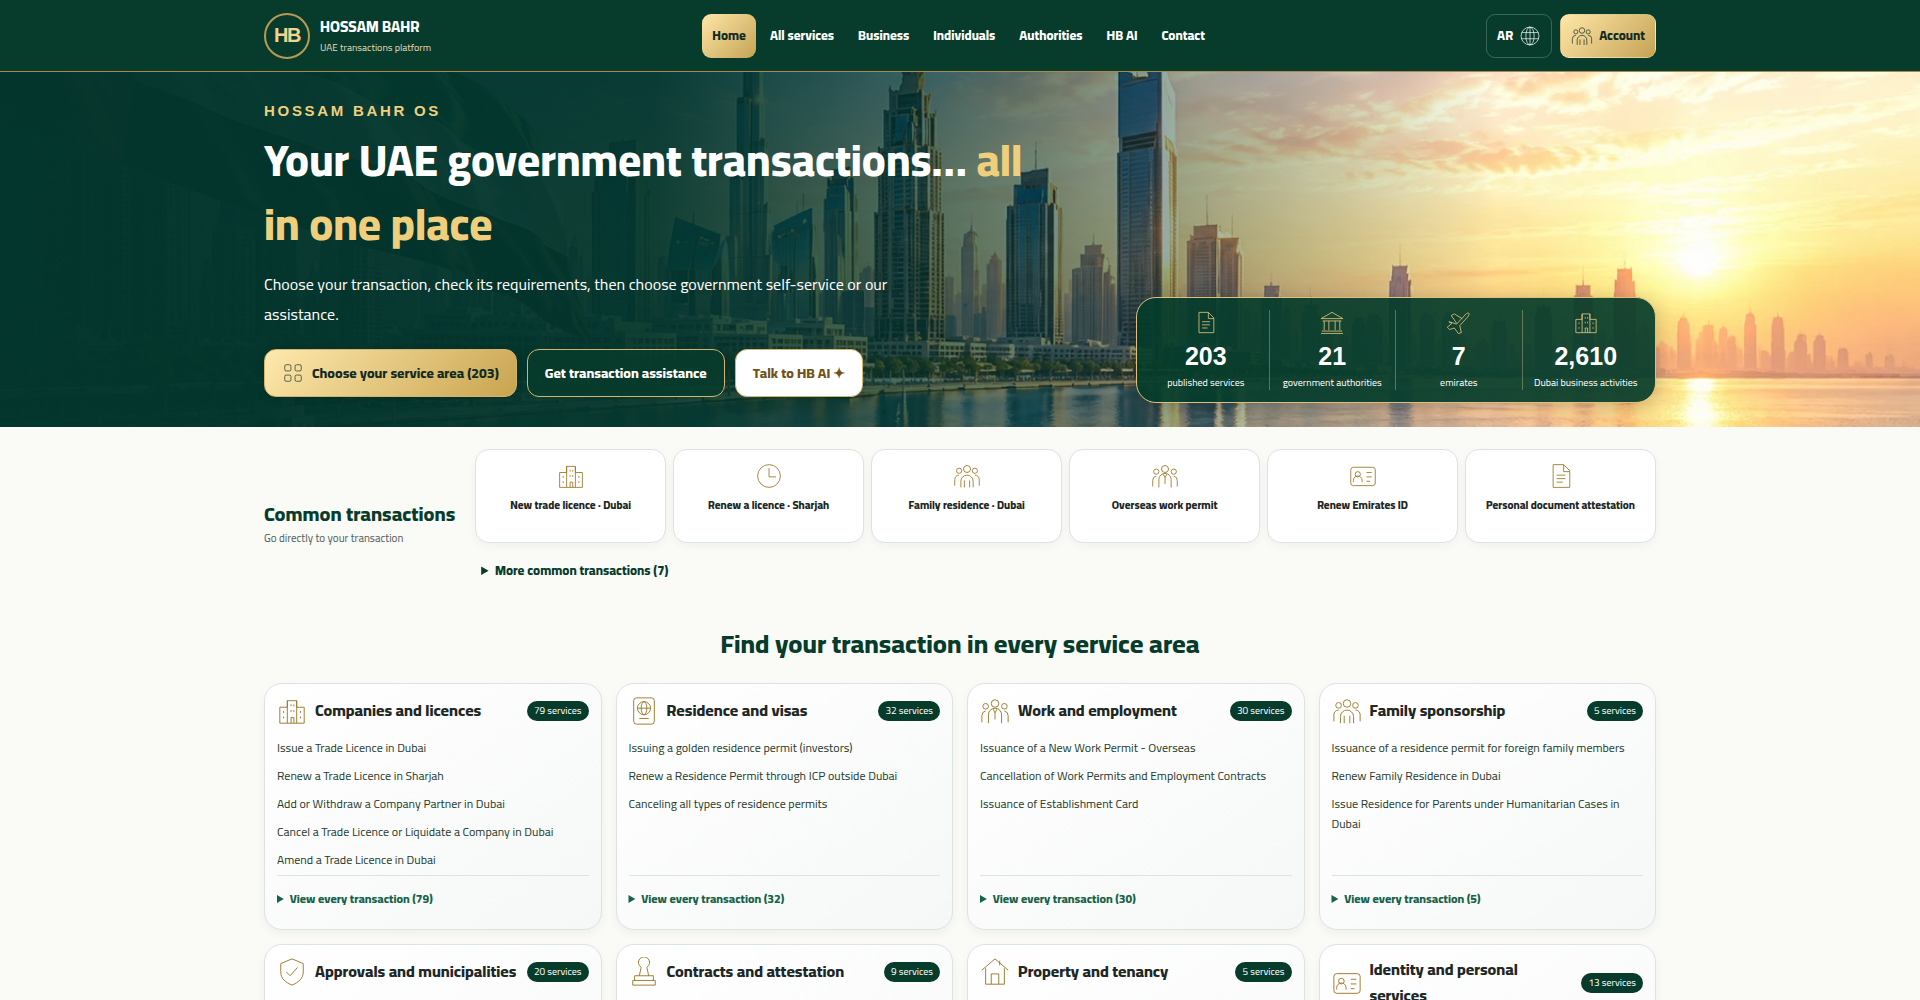 HB
HOSSAM BAHR
UAE transactions platform
Home
All services
Business
Individuals
Authorities
HB AI
Contact
AR
Account
HOSSAM BAHR OS
Your UAE government transactions... all
in one place
Choose your transaction, check its requirements, then choose government self-service or our
assistance.
Choose your service area (203)
Get transaction assistance
Talk to HB AI ✦
203
published services
21
government authorities
7
emirates
2,610
Dubai business activities
Common transactions
Go directly to your transaction
New trade licence · Dubai
Renew a licence · Sharjah
Family residence · Dubai
Overseas work permit
Renew Emirates ID
Personal document attestation
More common transactions (7)
Find your transaction in every service area
Companies and licences
79 services
Issue a Trade Licence in Dubai
Renew a Trade Licence in Sharjah
Add or Withdraw a Company Partner in Dubai
Cancel a Trade Licence or Liquidate a Company in Dubai
Amend a Trade Licence in Dubai
View every transaction (79)
Residence and visas
32 services
Issuing a golden residence permit (investors)
Renew a Residence Permit through ICP outside Dubai
Canceling all types of residence permits
View every transaction (32)
Work and employment
30 services
Issuance of a New Work Permit - Overseas
Cancellation of Work Permits and Employment Contracts
Issuance of Establishment Card
View every transaction (30)
Family sponsorship
5 services
Issuance of a residence permit for foreign family members
Renew Family Residence in Dubai
Issue Residence for Parents under Humanitarian Cases in
Dubai
View every transaction (5)
Approvals and municipalities
20 services
Contracts and attestation
9 services
Property and tenancy
5 services
Identity and personal
services
13 services